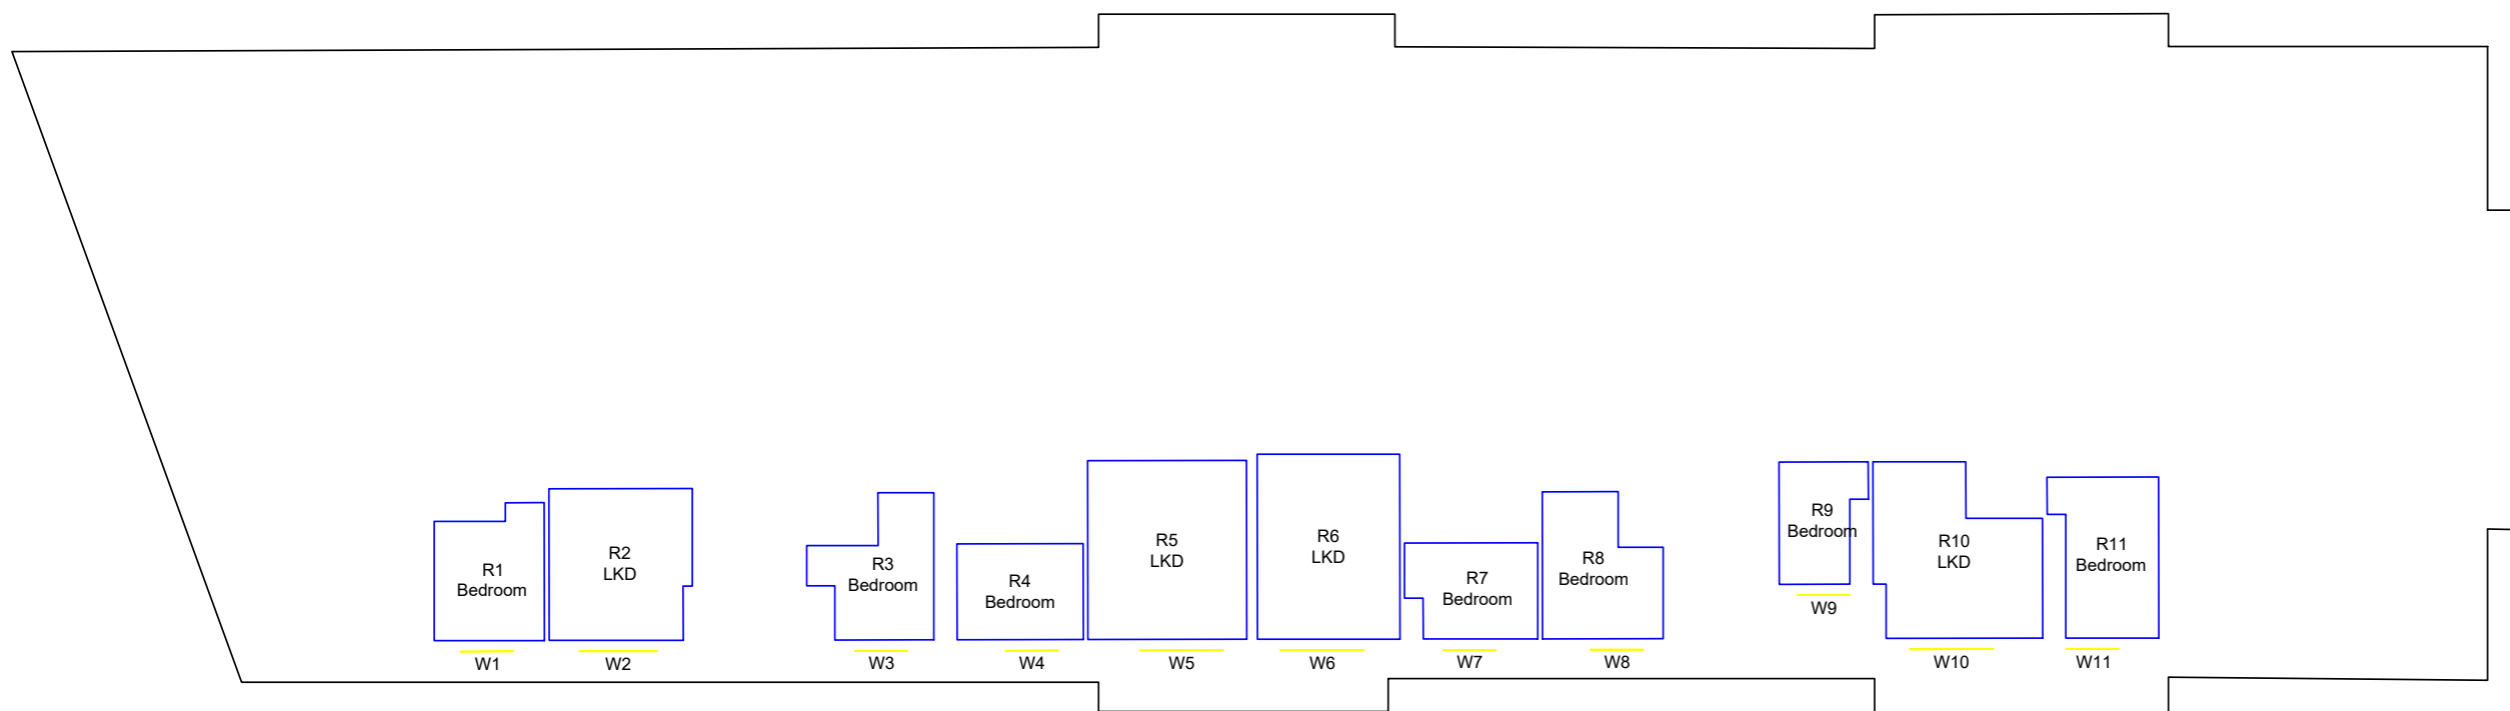 R1
Bedroom
R2
LKD
R3
Bedroom
R4
Bedroom
R5
LKD
R6
LKD
R7
Bedroom
R8
Bedroom
R9
Bedroom
R10
LKD
R11
Bedroom
W1
W2
W3
W4
W5
W6
W7
W8
W9
W10
W11